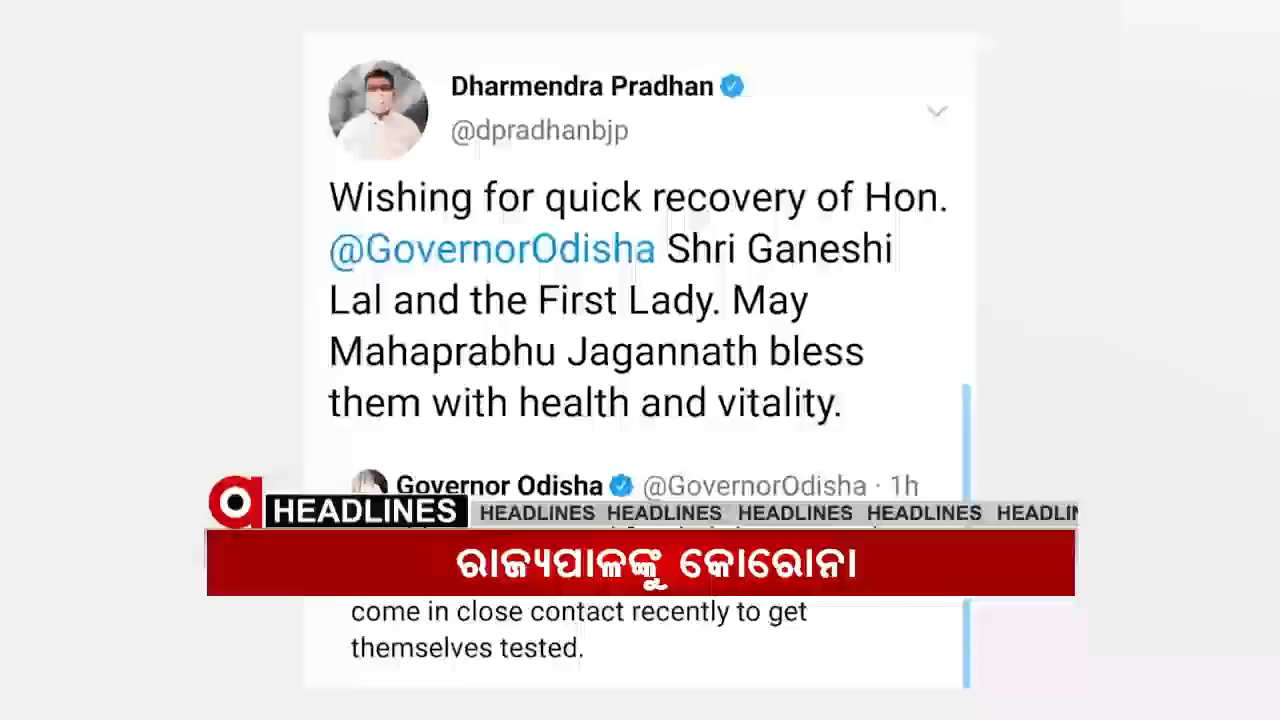 Dharmendra Pradhan
@dpradhanbjp
Wishing for quick recovery of Hon.
@GovernorOdisha Shri Ganeshi
Lal and the First Lady. May
Mahaprabhu Jagannath bless
them with health and vitality.
Governor Odisha @GovernorOdisha · 1h
HEADLINES HEADLINES HEADLINES HEADLINES HEADLINES HEADLIN
ରାଜ୍ୟପାଳଙ୍କୁ କୋରୋନା
come in close contact recently to get
themselves tested.